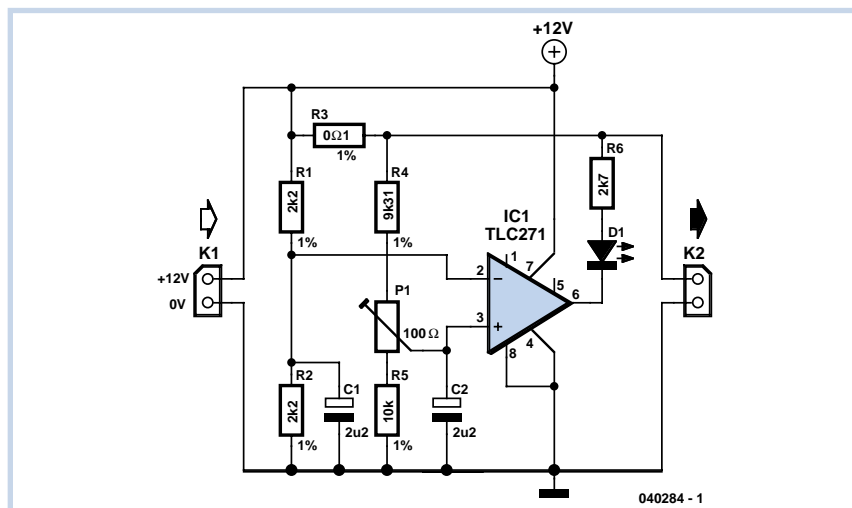 +12V
R3
0Ω1
1%
R1
2k2
1%
R4
9k31
1%
R6
2k7
D1
IC1
TLC271
K1
+12V
0V
K2
1
7
5
2
−
6
3
+
4
8
P1
100Ω
R2
2k2
1%
C1
2u2
R5
10k
1%
C2
2u2
040284 - 1